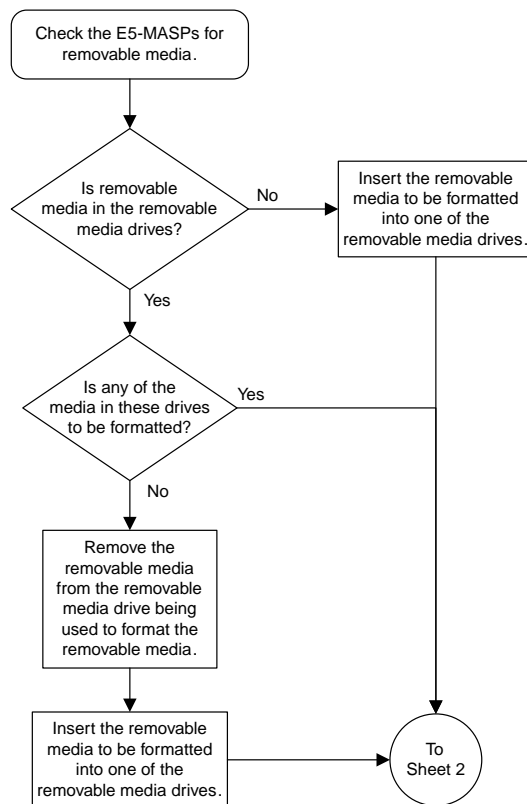 Check the E5-MASPs for
removable media.
Is removable
media in the removable
media drives?
No
Insert the removable
media to be formatted
into one of the
removable media drives.
Yes
Is any of the
media in these drives
to be formatted?
Yes
No
Remove the
removable media
from the removable
media drive being
used to format the
removable media.
Insert the removable
media to be formatted
into one of the
removable media drives.
To
Sheet 2